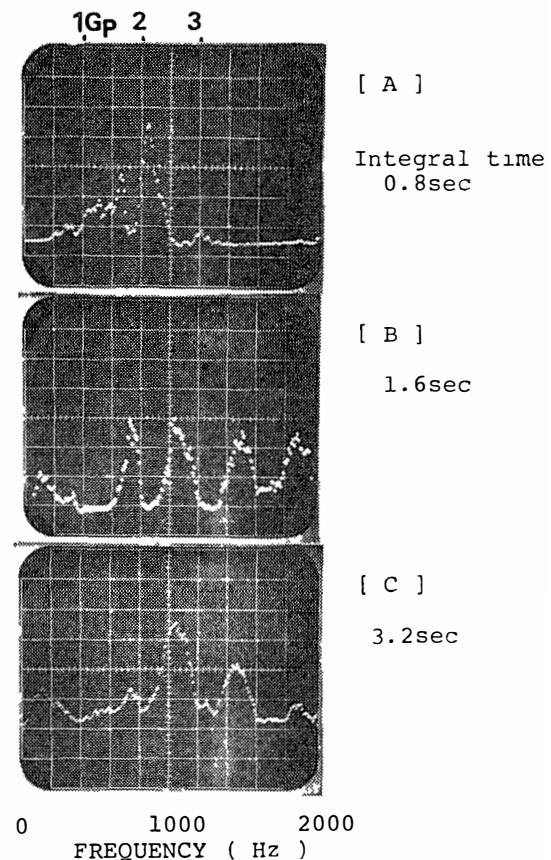 1Gp 2 3
[ A ]
Integral time
0.8sec
[ B ]
1.6sec
[ C ]
3.2sec
0 1000 2000
FREQUENCY ( Hz )